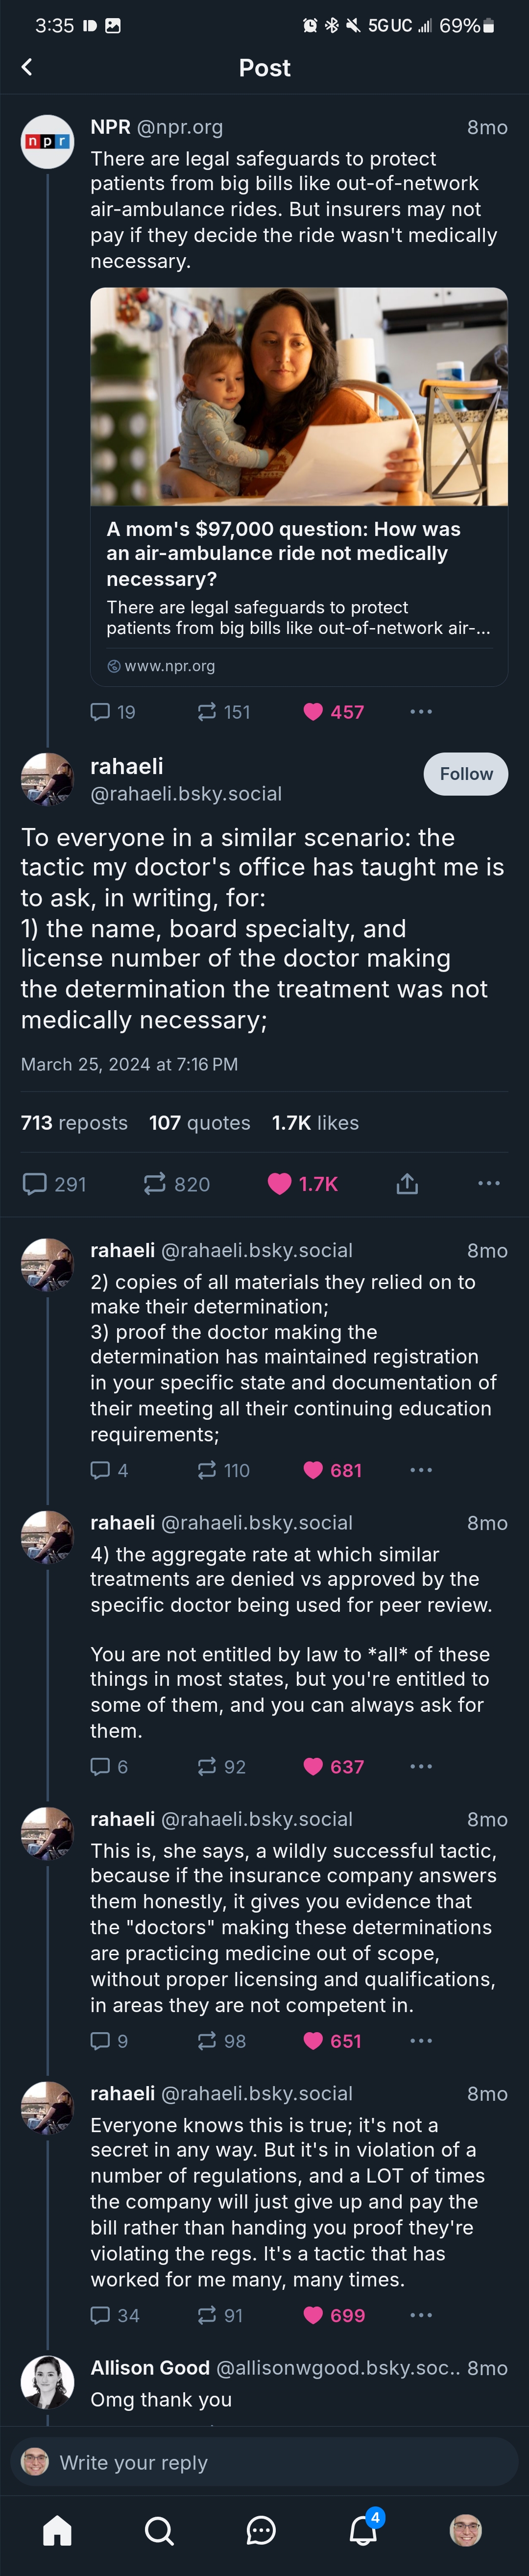 3:35
5G UC 69%
Post
npr
NPR @npr.org 8mo
There are legal safeguards to protect
patients from big bills like out-of-network
air-ambulance rides. But insurers may not
pay if they decide the ride wasn't medically
necessary.
A mom's $97,000 question: How was
an air-ambulance ride not medically
necessary?
There are legal safeguards to protect
patients from big bills like out-of-network air-...
www.npr.org
19 151 457
rahaeli
@rahaeli.bsky.social
Follow
To everyone in a similar scenario: the
tactic my doctor's office has taught me is
to ask, in writing, for:
1) the name, board specialty, and
license number of the doctor making
the determination the treatment was not
medically necessary;
March 25, 2024 at 7:16 PM
713 reposts 107 quotes 1.7K likes
291 820 1.7K
rahaeli @rahaeli.bsky.social 8mo
2) copies of all materials they relied on to
make their determination;
3) proof the doctor making the
determination has maintained registration
in your specific state and documentation of
their meeting all their continuing education
requirements;
4 110 681
rahaeli @rahaeli.bsky.social 8mo
4) the aggregate rate at which similar
treatments are denied vs approved by the
specific doctor being used for peer review.
You are not entitled by law to *all* of these
things in most states, but you're entitled to
some of them, and you can always ask for
them.
6 92 637
rahaeli @rahaeli.bsky.social 8mo
This is, she says, a wildly successful tactic,
because if the insurance company answers
them honestly, it gives you evidence that
the "doctors" making these determinations
are practicing medicine out of scope,
without proper licensing and qualifications,
in areas they are not competent in.
9 98 651
rahaeli @rahaeli.bsky.social 8mo
Everyone knows this is true; it's not a
secret in any way. But it's in violation of a
number of regulations, and a LOT of times
the company will just give up and pay the
bill rather than handing you proof they're
violating the regs. It's a tactic that has
worked for me many, many times.
34 91 699
Allison Good @allisonwgood.bsky.soc.. 8mo
Omg thank you
Write your reply
4